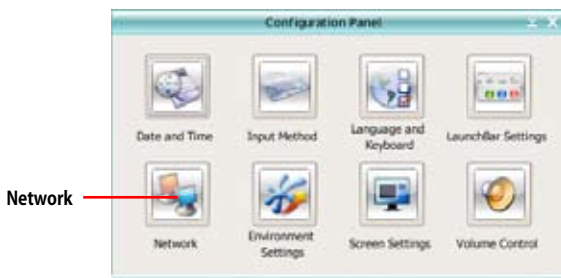 Configuration Panel
Date and Time
Input Method
Language and
Keyboard
LaunchBar Settings
Network
Network
Environment
Settings
Screen Settings
Volume Control